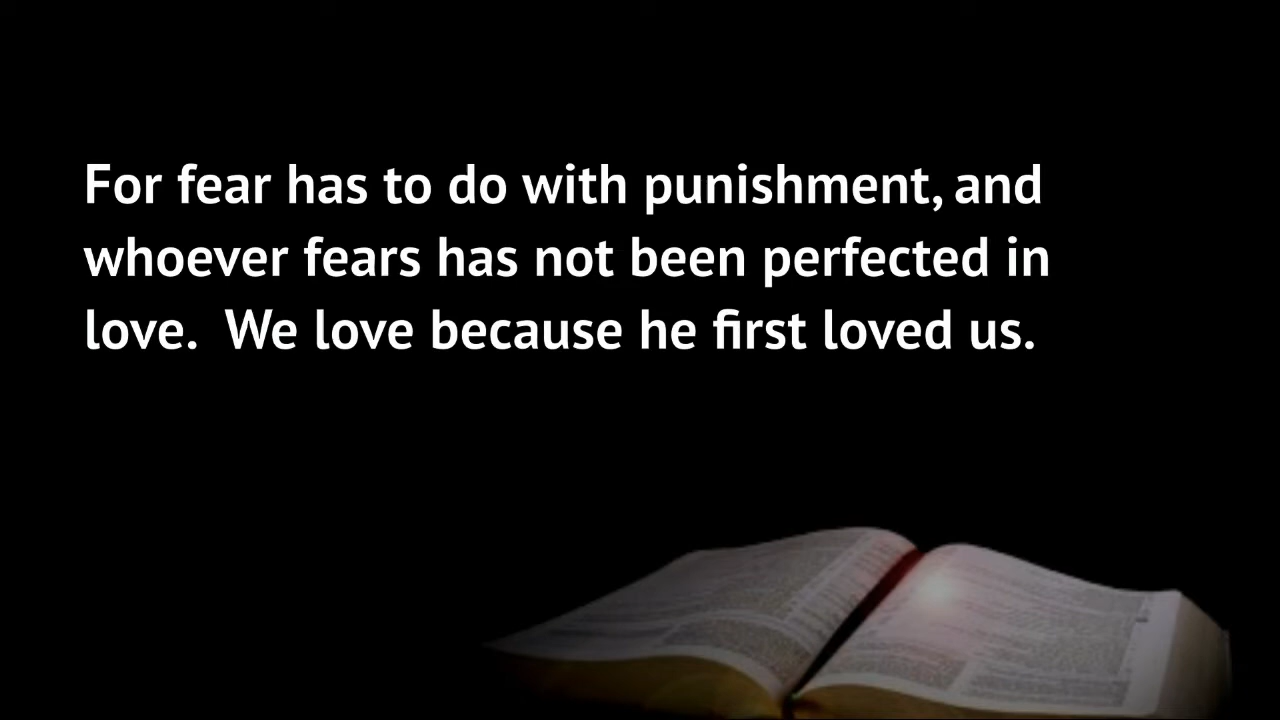 For fear has to do with punishment, and
whoever fears has not been perfected in
love.  We love because he first loved us.